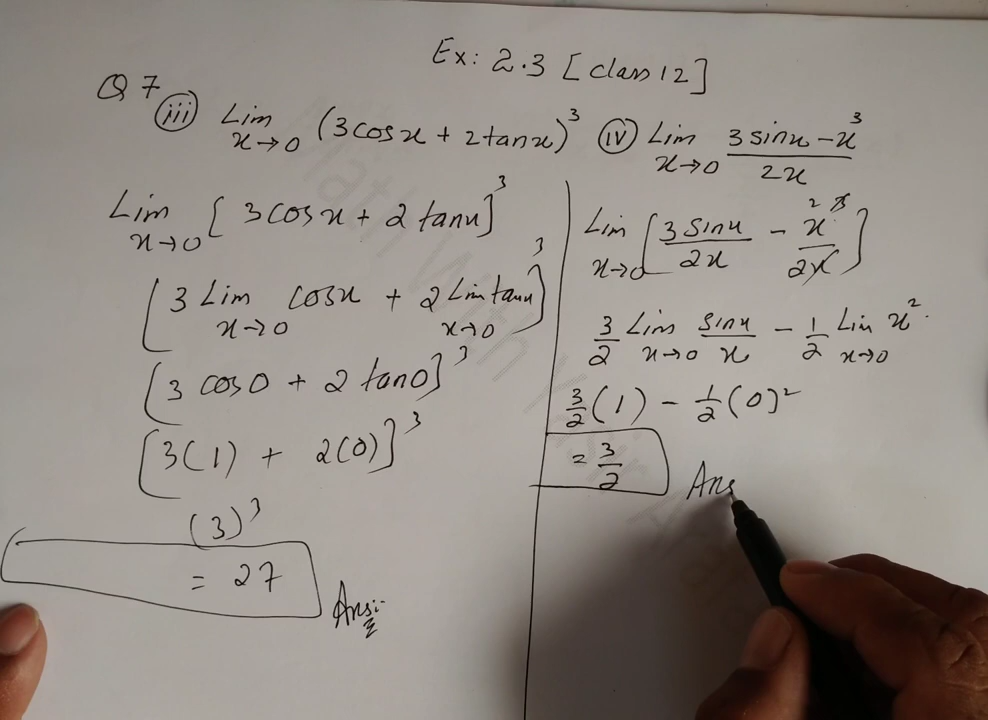 Ex: 2.3 [class 12]
Q 7
(iii) Lim x→0 (3cosx + 2tanx)³
Lim x→0 [3cosx + 2tanx]³
[3 Lim x→0 cosx + 2 Lim x→0 tanx]³
[3 cos0 + 2 tan0]³
[3(1) + 2(0)]³
(3)³
= 27
Ans:-
(iv) Lim x→0 3sinx - x³ / 2x
Lim x→0 [3sinx / 2x - x³ 2 / 2x]
3/2 Lim x→0 sinx/x - 1/2 Lim x→0 x².
3/2 (1) - 1/2 (0)²
= 3/2
Ans